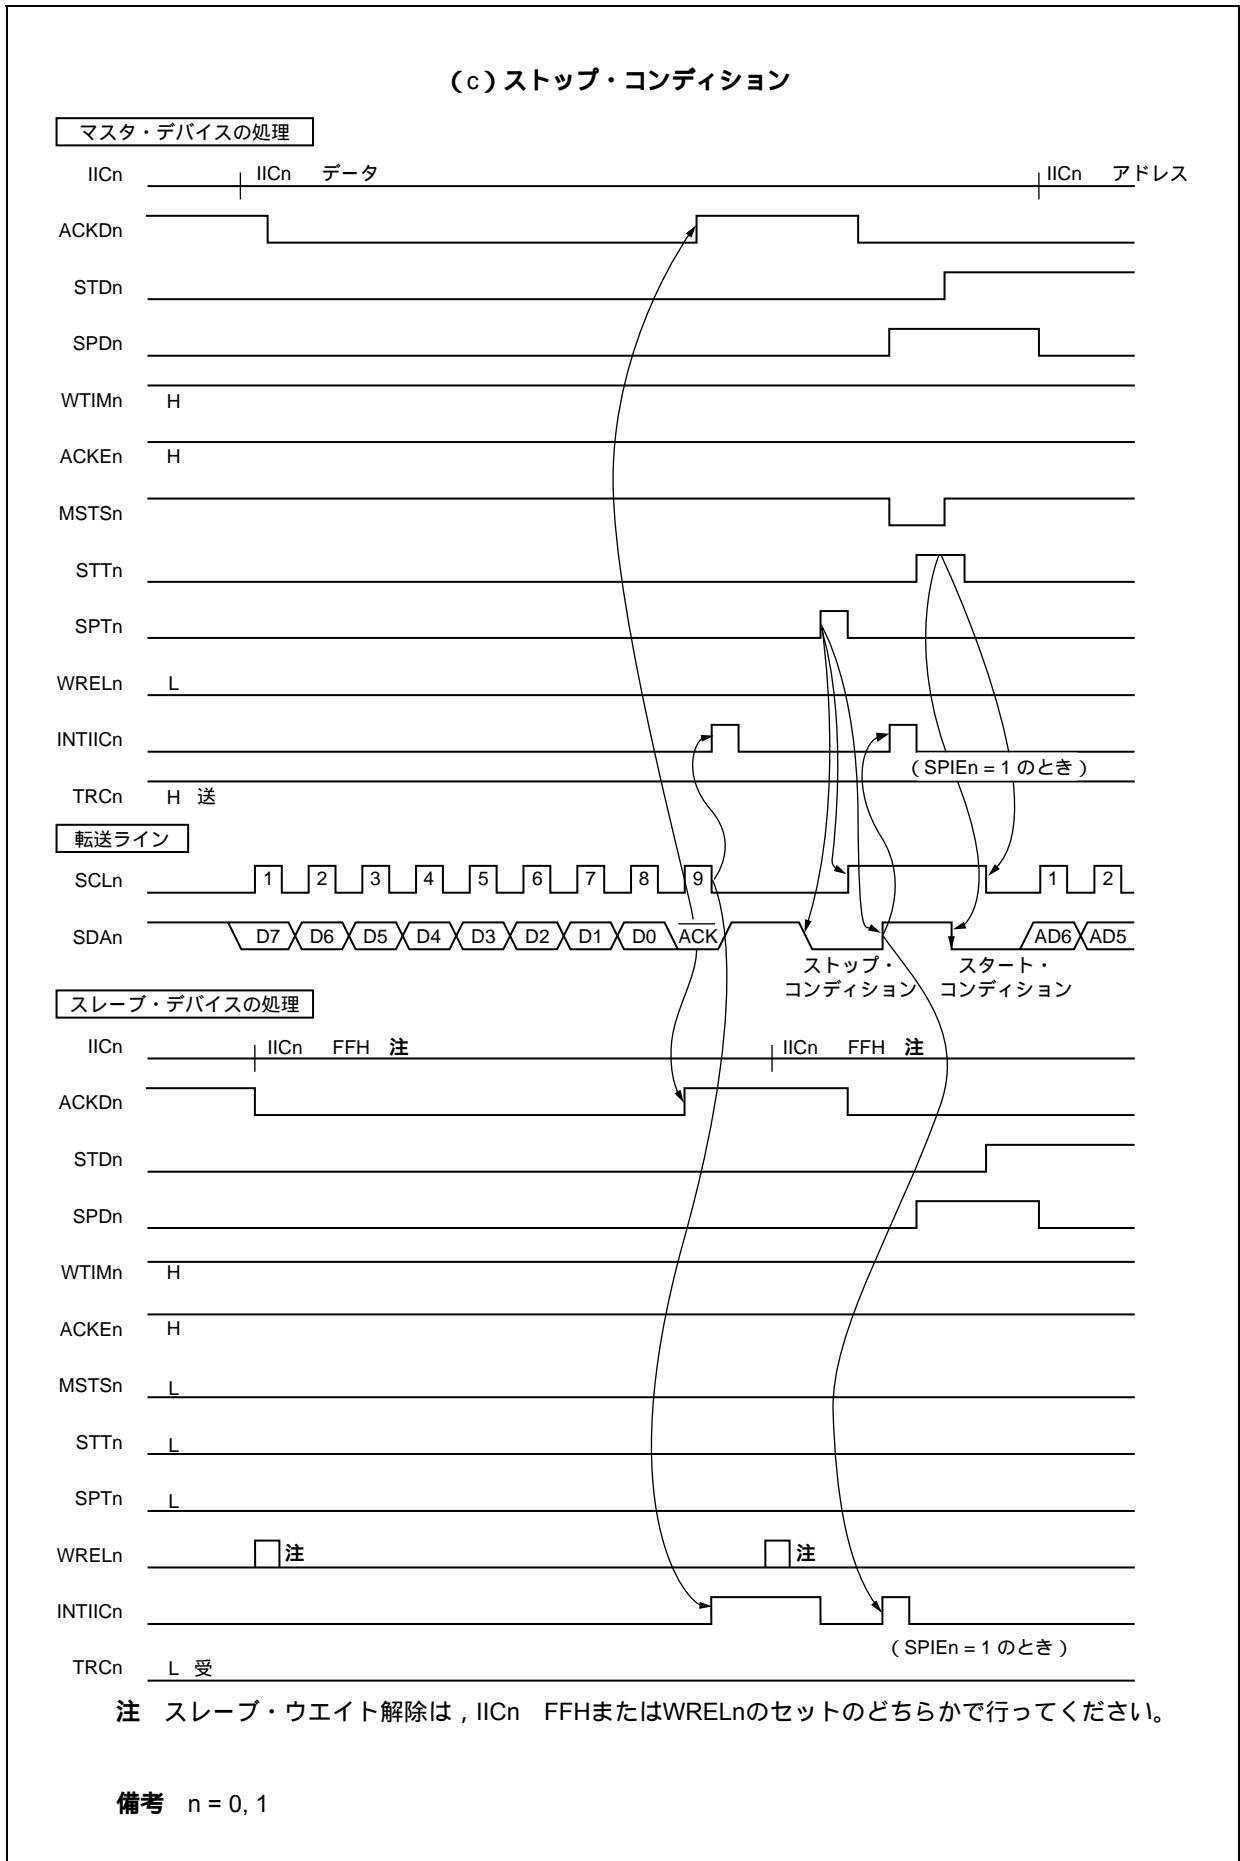 （c）ストップ・コンディション
マスタ・デバイスの処理
IICn IICn データ IICn アドレス
ACKDn
STDn
SPDn
WTIMn H
ACKEn H
MSTSn
STTn
SPTn
WRELn L
INTIICn
（SPIEn = 1 のとき）
TRCn H 送
転送ライン
SCLn 1 2 3 4 5 6 7 8 9 1 2
SDAn D7 D6 D5 D4 D3 D2 D1 D0 ACK AD6 AD5
ストップ・ スタート・
コンディション コンディション
スレーブ・デバイスの処理
IICn IICn FFH 注 IICn FFH 注
ACKDn
STDn
SPDn
WTIMn H
ACKEn H
MSTSn L
STTn L
SPTn L
WRELn 注 注
INTIICn
（SPIEn = 1 のとき）
TRCn L 受
注 スレーブ・ウエイト解除は，IICn FFHまたはWRELnのセットのどちらかで行ってください。
備考 n = 0, 1